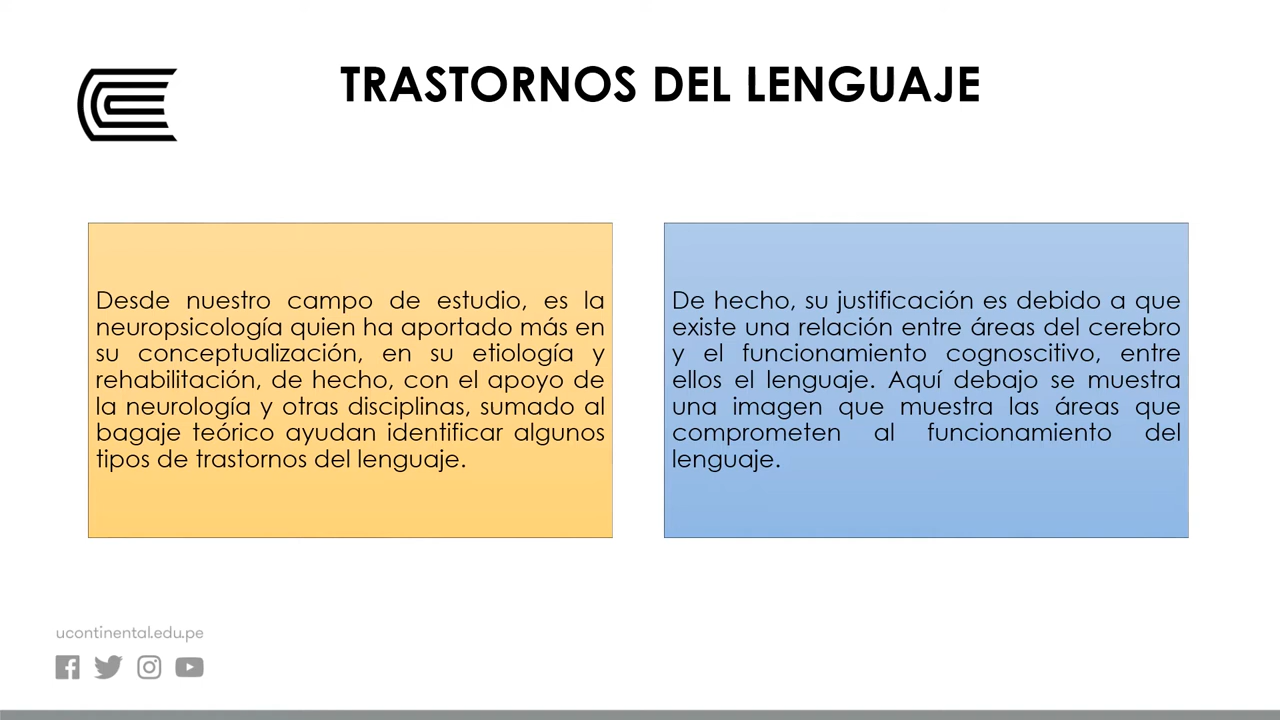 TRASTORNOS DEL LENGUAJE
Desde nuestro campo de estudio, es la
neuropsicología quien ha aportado más en
su conceptualización, en su etiología y
rehabilitación, de hecho, con el apoyo de
la neurología y otras disciplinas, sumado al
bagaje teórico ayudan identificar algunos
tipos de trastornos del lenguaje.
De hecho, su justificación es debido a que
existe una relación entre áreas del cerebro
y el funcionamiento cognoscitivo, entre
ellos el lenguaje. Aquí debajo se muestra
una imagen que muestra las áreas que
comprometen al funcionamiento del
lenguaje.
ucontinental.edu.pe